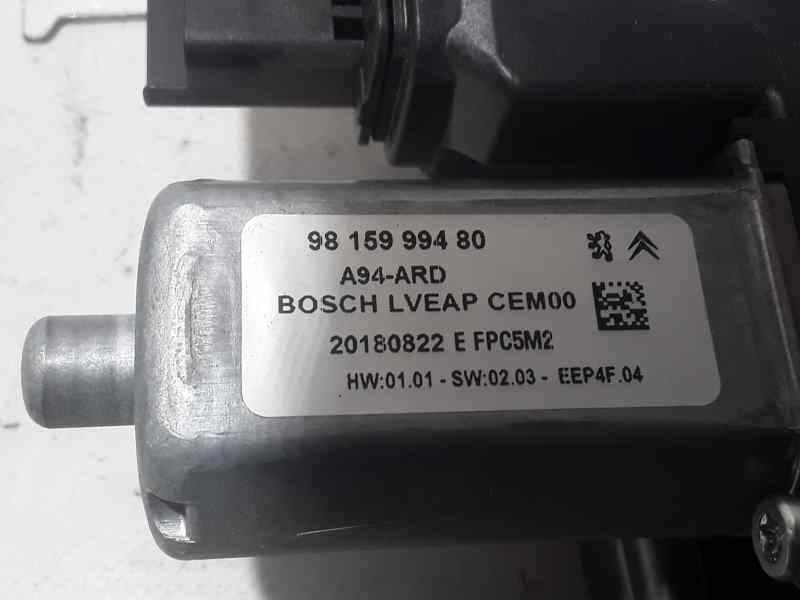 98 159 994 80
A94-ARD
BOSCH LVEAP CEM00
20180822 E FPC5M2
HW:01.01 - SW:02.03 - EEP4F.04